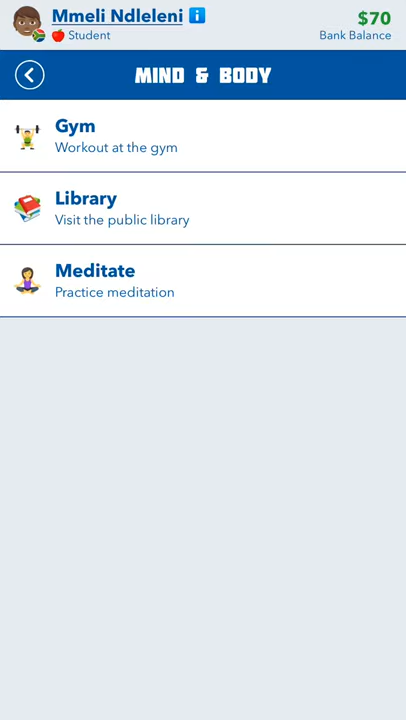 Mmeli Ndleleni
Student
$70
Bank Balance
MIND & BODY
Gym
Workout at the gym
Library
Visit the public library
Meditate
Practice meditation